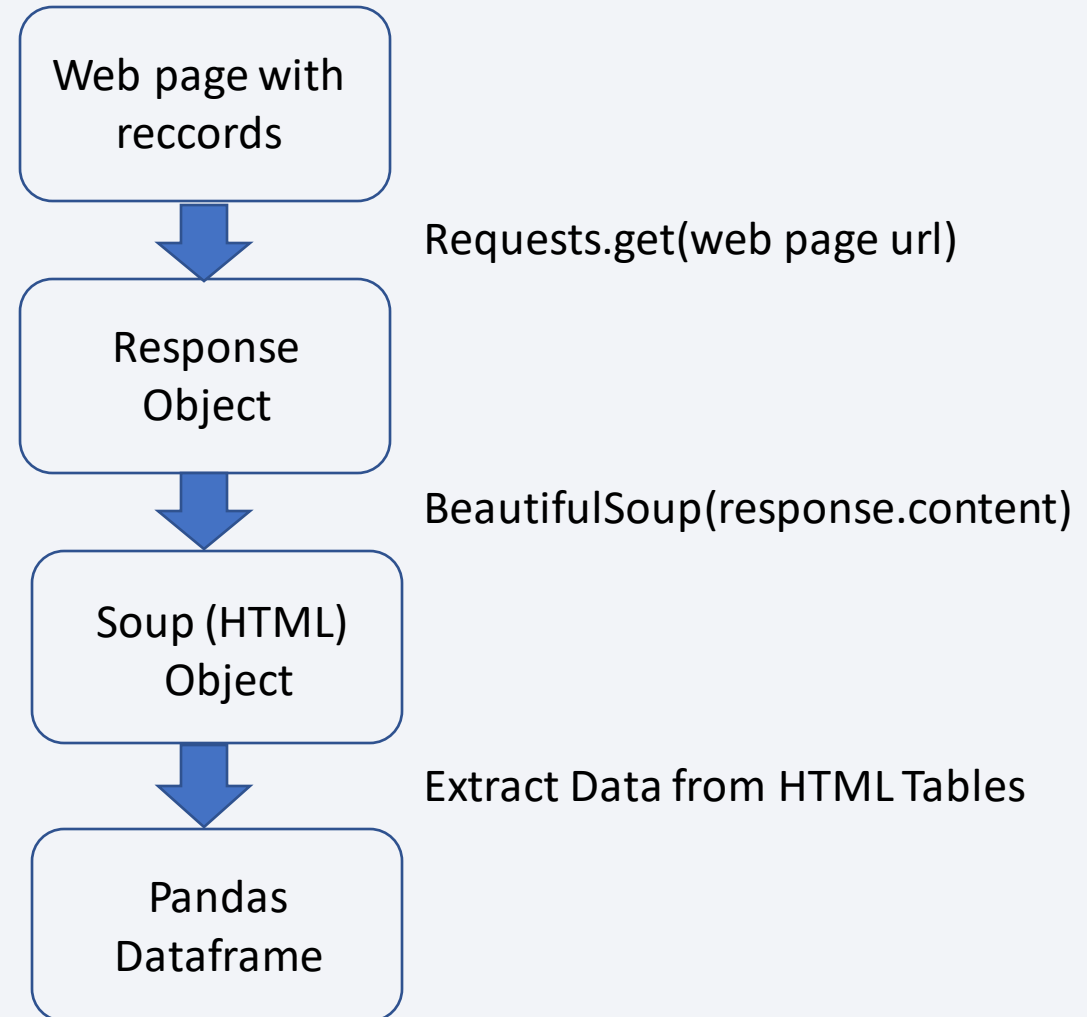 Web page with
reccords
Requests.get(web page url)
Response
Object
BeautifulSoup(response.content)
Soup (HTML)
Object
Extract Data from HTML Tables
Pandas
Dataframe